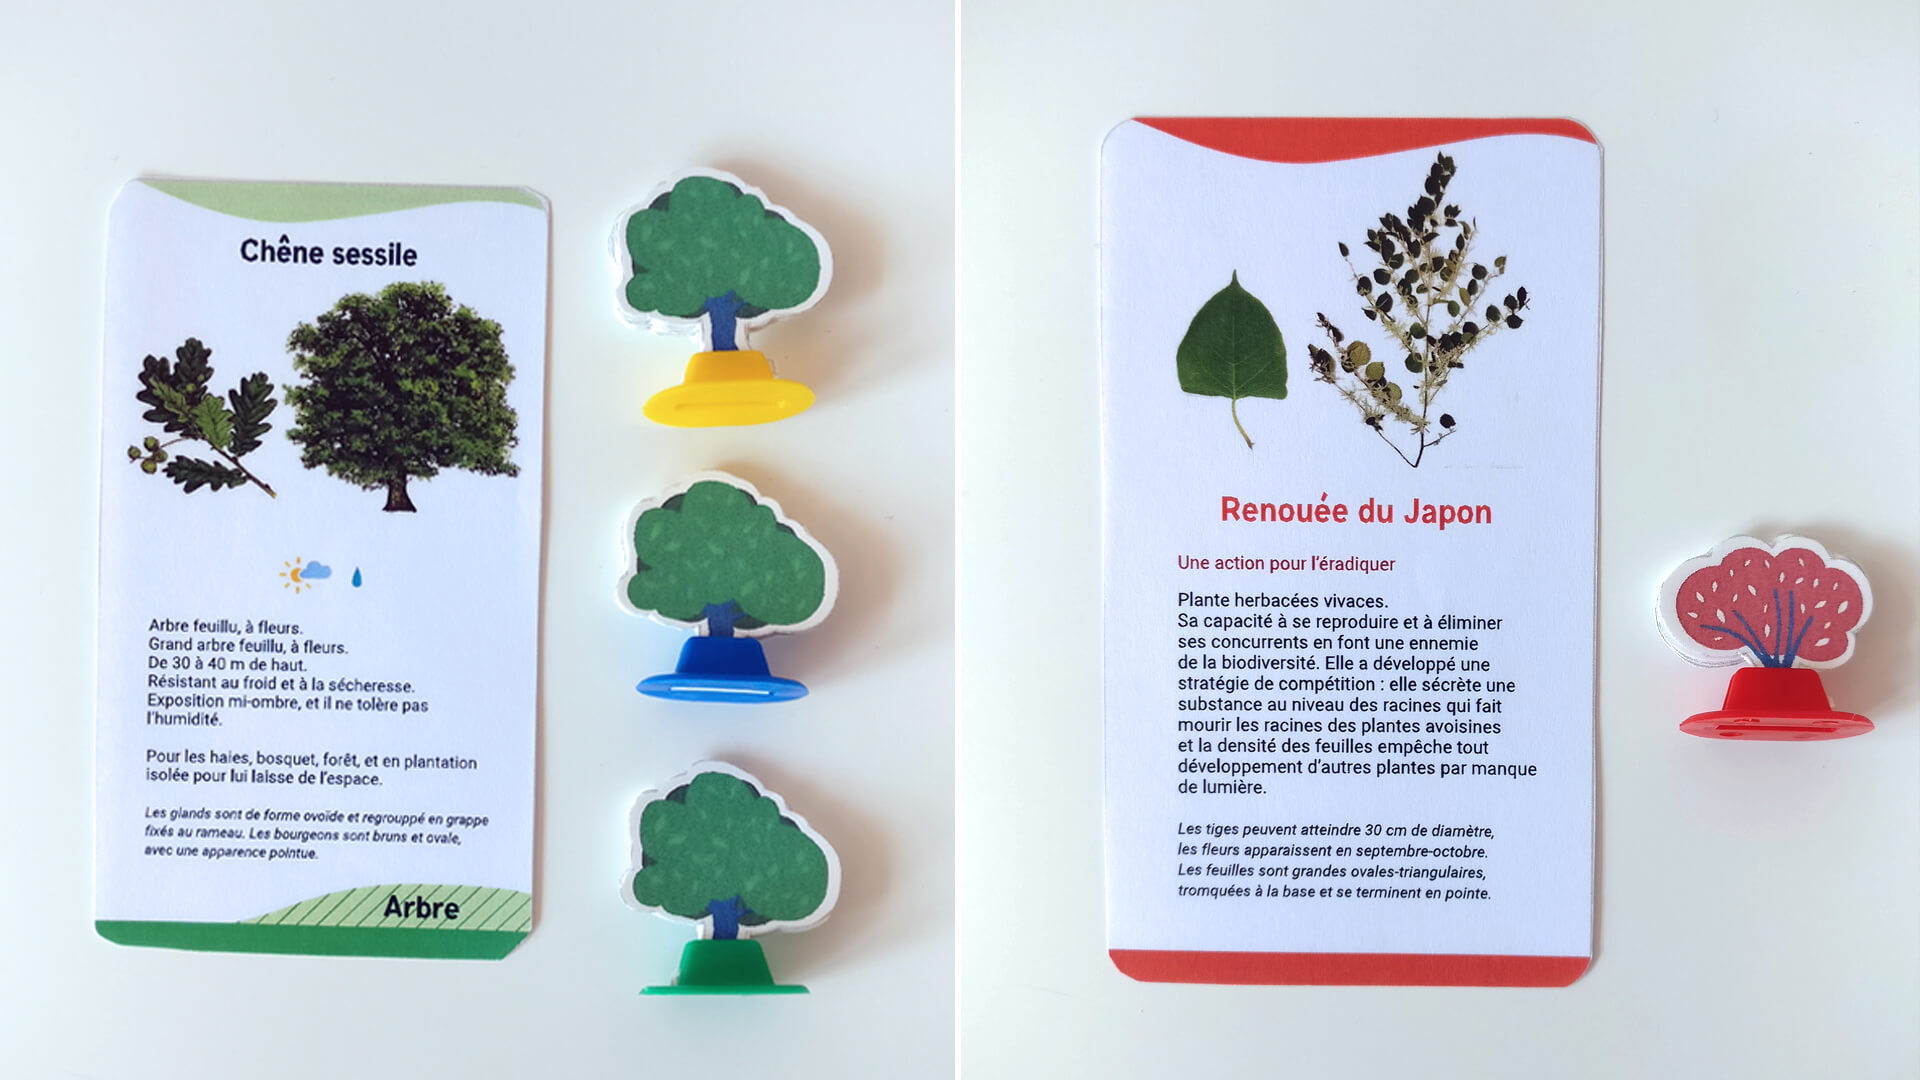 Chêne sessile
Arbre feuillu, à fleurs.
Grand arbre feuillu, à fleurs.
De 30 à 40 m de haut.
Résistant au froid et à la sécheresse.
Exposition mi-ombre, et il ne tolère pas
l'humidité.
Pour les haies, bosquet, forêt, et en plantation
isolée pour lui laisse de l'espace.
Les glands sont de forme ovoïde et regrouppé en grappe
fixés au rameau. Les bourgeons sont bruns et ovale,
avec une apparence pointue.
Arbre
Renouée du Japon
Une action pour l'éradiquer
Plante herbacées vivaces.
Sa capacité à se reproduire et à éliminer
ses concurrents en font une ennemie
de la biodiversité. Elle a développé une
stratégie de compétition : elle sécrète une
substance au niveau des racines qui fait
mourir les racines des plantes avoisines
et la densité des feuilles empêche tout
développement d'autres plantes par manque
de lumière.
Les tiges peuvent atteindre 30 cm de diamètre,
les fleurs apparaissent en septembre-octobre.
Les feuilles sont grandes ovales-triangulaires,
tromquées à la base et se terminent en pointe.